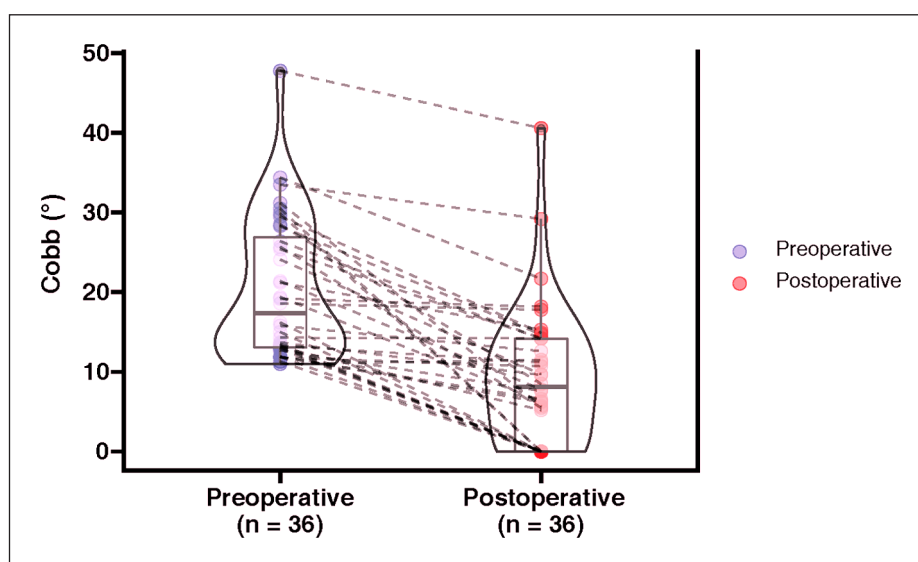 50
40
30
20
10
0
Cobb (°)
Preoperative
(n = 36)
Postoperative
(n = 36)
Preoperative
Postoperative